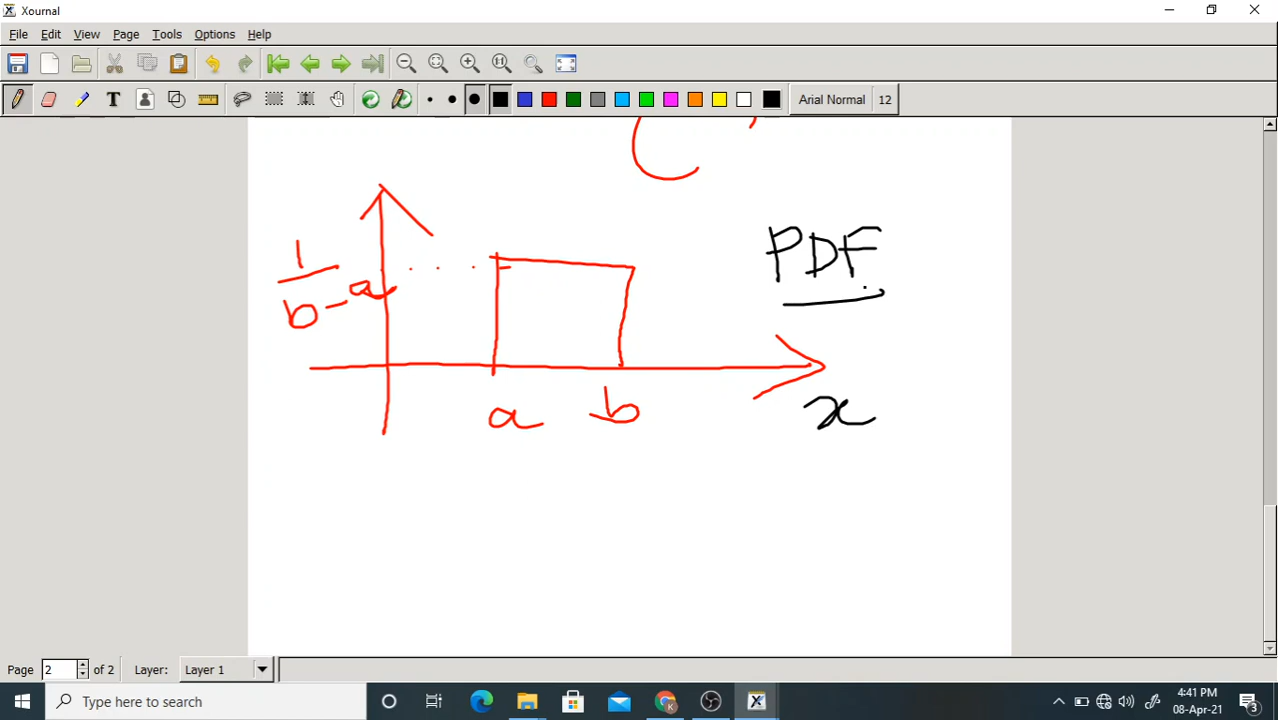 Xournal
File Edit View Page Tools Options Help
T Arial Normal 12
PDF
1
b-a
a b x
Page 2 of 2 Layer: Layer 1
Type here to search
4:41 PM
08-Apr-21
3